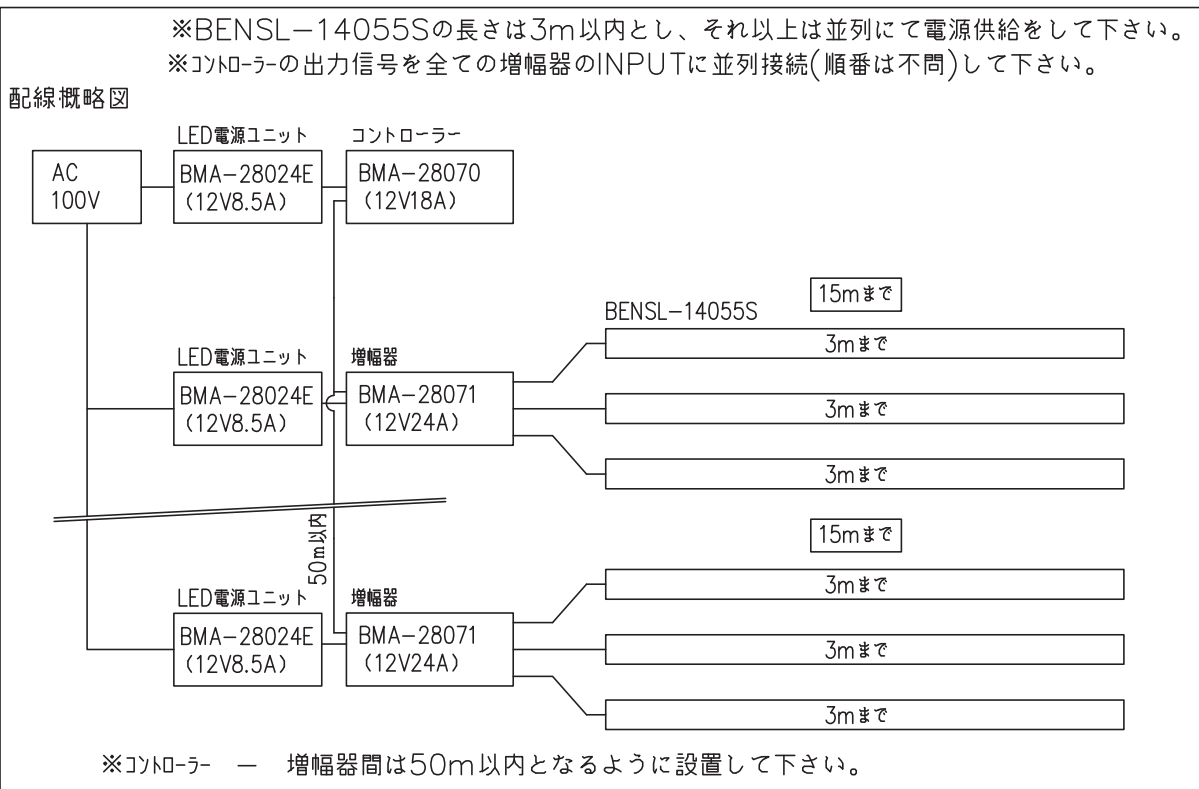 ※BENSL-14055Sの長さは3m以内とし、それ以上は並列にて電源供給をして下さい。
※コントローラーの出力信号を全ての増幅器のINPUTに並列接続(順番は不問)して下さい。
配線概略図
LED電源ユニット
コントローラー
AC
100V
BMA-28024E
(12V8.5A)
BMA-28070
(12V18A)
15mまで
BENSL-14055S
3mまで
LED電源ユニット
増幅器
BMA-28024E
(12V8.5A)
BMA-28071
(12V24A)
3mまで
3mまで
50m以内
15mまで
3mまで
LED電源ユニット
増幅器
BMA-28024E
(12V8.5A)
BMA-28071
(12V24A)
3mまで
3mまで
※コントローラー － 増幅器間は50m以内となるように設置して下さい。